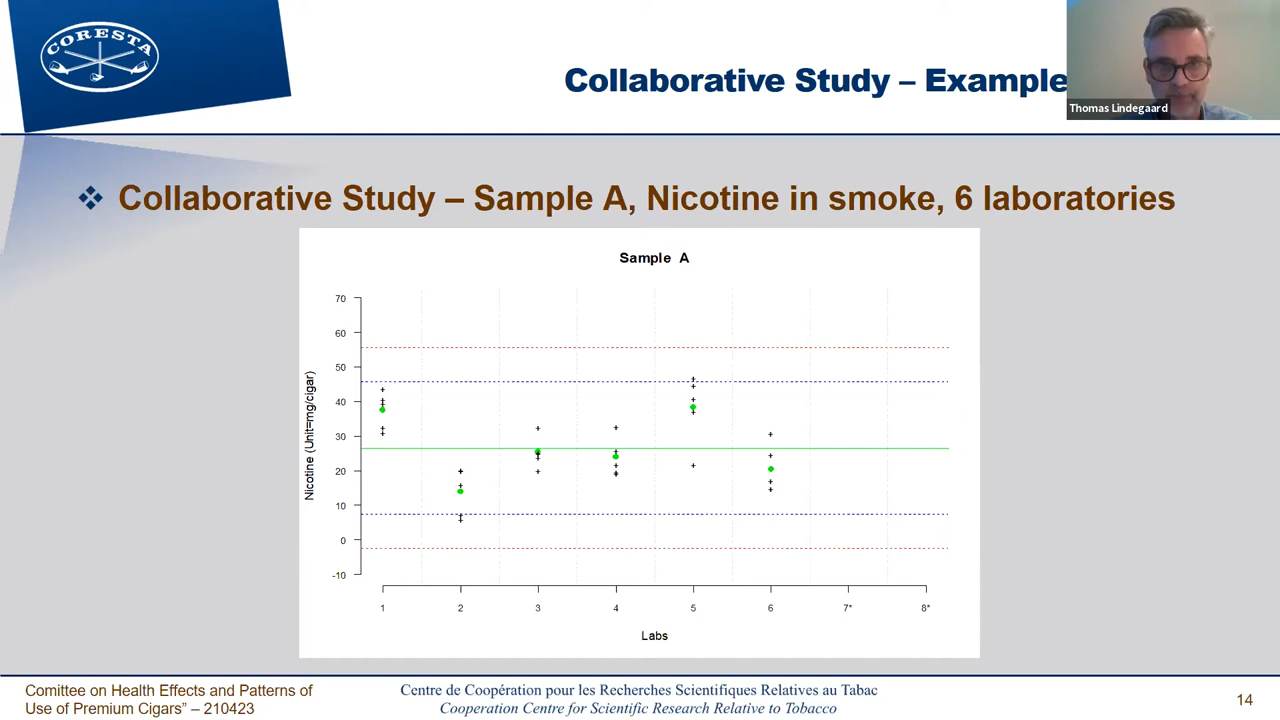 CORESTA
Collaborative Study – Example
Thomas Lindegaard
Collaborative Study – Sample A, Nicotine in smoke, 6 laboratories
Sample A
Nicotine (Unit=mg/cigar)
70
60
50
40
30
20
10
0
-10
1 2 3 4 5 6 7* 8*
Labs
Comittee on Health Effects and Patterns of
Use of Premium Cigars” – 210423
Centre de Coopération pour les Recherches Scientifiques Relatives au Tabac
Cooperation Centre for Scientific Research Relative to Tobacco
14